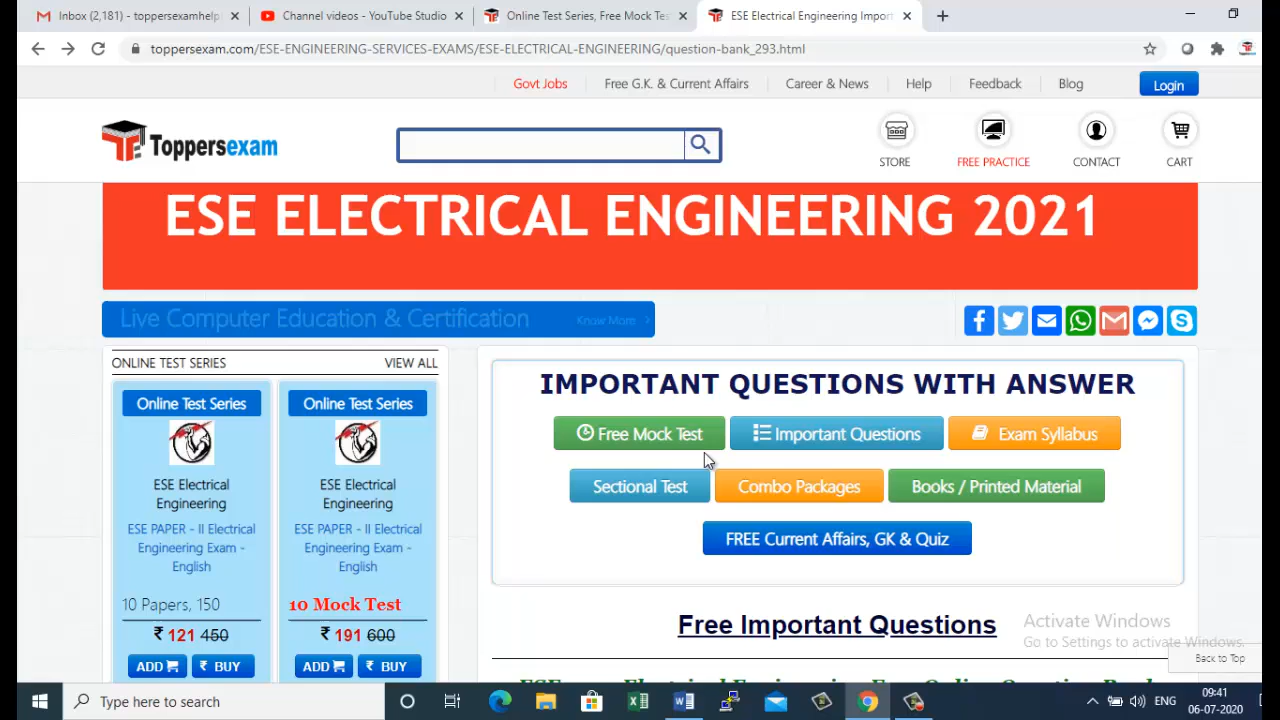 Inbox (2,181) - toppersexamhelp
Channel videos - YouTube Studio
Online Test Series, Free Mock Tes
ESE Electrical Engineering Impor
toppersexam.com/ESE-ENGINEERING-SERVICES-EXAMS/ESE-ELECTRICAL-ENGINEERING/question-bank_293.html
Govt Jobs
Free G.K. & Current Affairs
Career & News
Help
Feedback
Blog
Login
Toppersexam
STORE
FREE PRACTICE
CONTACT
CART
ESE ELECTRICAL ENGINEERING 2021
Live Computer Education & Certification
Know More
ONLINE TEST SERIES
VIEW ALL
Online Test Series
ESE Electrical
Engineering
ESE PAPER - II Electrical
Engineering Exam -
English
10 Papers, 150
₹ 121 450
ADD
₹ BUY
Online Test Series
ESE Electrical
Engineering
ESE PAPER - II Electrical
Engineering Exam -
English
10 Mock Test
₹ 191 600
ADD
₹ BUY
IMPORTANT QUESTIONS WITH ANSWER
Free Mock Test
Important Questions
Exam Syllabus
Sectional Test
Combo Packages
Books / Printed Material
FREE Current Affairs, GK & Quiz
Free Important Questions
Activate Windows
Go to Settings to activate Windows.
Back to Top
Type here to search
ENG
09:41
06-07-2020